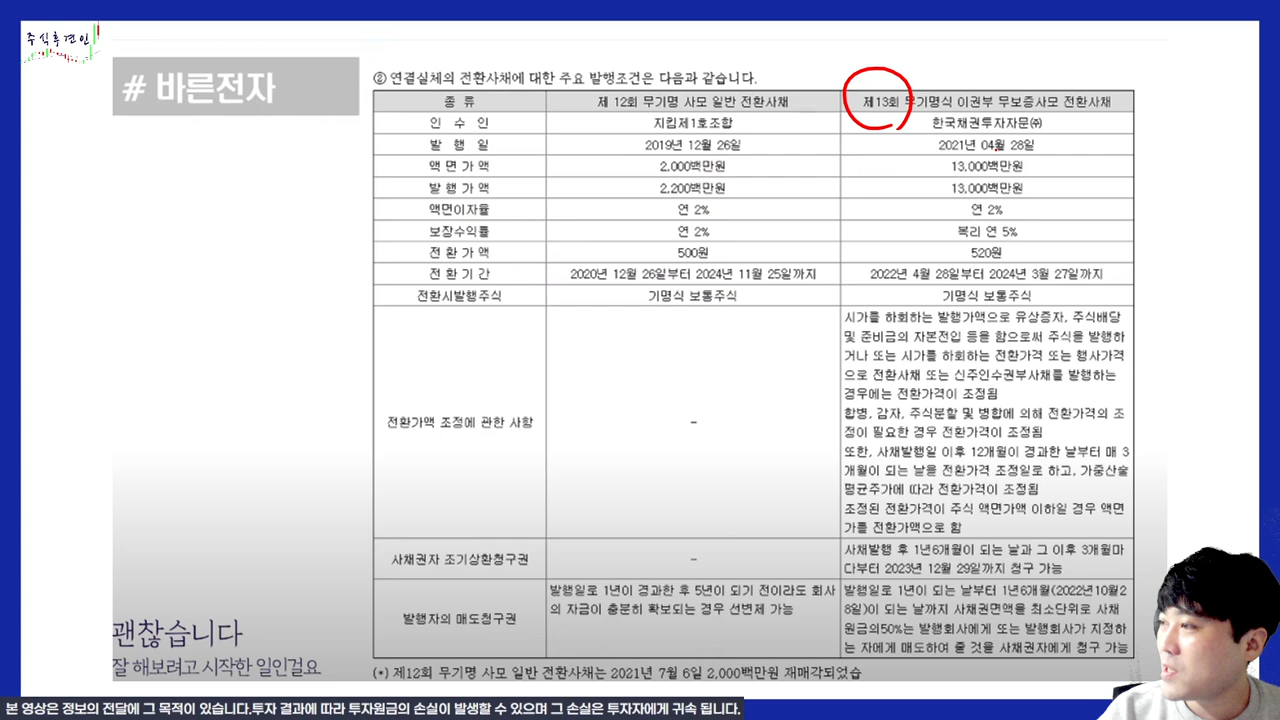 주식후견인
# 바른전자
② 연결실체의 전환사채에 대한 주요 발행조건은 다음과 같습니다.
종 류 제 12회 무기명 사모 일반 전환사채 제13회 무기명식 이권부 무보증사모 전환사채
인 수 인 지킴제1호조합 한국채권투자자문㈜
발 행 일 2019년 12월 26일 2021년 04월 28일
액 면 가 액 2,000백만원 13,000백만원
발 행 가 액 2,200백만원 13,000백만원
액면이자율 연 2% 연 2%
보장수익률 연 2% 복리 연 5%
전 환 가 액 500원 520원
전 환 기 간 2020년 12월 26일부터 2024년 11월 25일까지 2022년 4월 28일부터 2024년 3월 27일까지
전환시발행주식 기명식 보통주식 기명식 보통주식
전환가액 조정에 관한 사항 -
시가를 하회하는 발행가액으로 유상증자, 주식배당
및 준비금의 자본전입 등을 함으로써 주식을 발행하
거나 또는 시가를 하회하는 전환가격 또는 행사가격
으로 전환사채 또는 신주인수권부사채를 발행하는
경우에는 전환가격이 조정됨
합병, 감자, 주식분할 및 병합에 의해 전환가격의 조
정이 필요한 경우 전환가격이 조정됨
또한, 사채발행일 이후 12개월이 경과한 날부터 매 3
개월이 되는 날을 전환가격 조정일로 하고, 가중산술
평균주가에 따라 전환가격이 조정됨
조정된 전환가격이 주식 액면가액 이하일 경우 액면
가를 전환가액으로 함
사채권자 조기상환청구권 -
사채발행 후 1년6개월이 되는 날과 그 이후 3개월마
다부터 2023년 12월 29일까지 청구 가능
발행자의 매도청구권
발행일로 1년이 경과한 후 5년이 되기 전이라도 회사
의 자금이 충분히 확보되는 경우 선변제 가능
발행일로 1년이 되는 날부터 1년6개월(2022년10월2
8일)이 되는 날까지 사채권면액을 최소단위로 사채
원금의50%는 발행회사에게 또는 발행회사가 지정하
는 자에게 매도하여 줄 것을 사채권자에게 청구 가능
(*) 제12회 무기명 사모 일반 전환사채는 2021년 7월 6일 2,000백만원 재매각되었습
괜찮습니다
잘 해보려고 시작한 일인걸요
본 영상은 정보의 전달에 그 목적이 있습니다.투자 결과에 따라 투자원금의 손실이 발생할 수 있으며 그 손실은 투자자에게 귀속 됩니다.